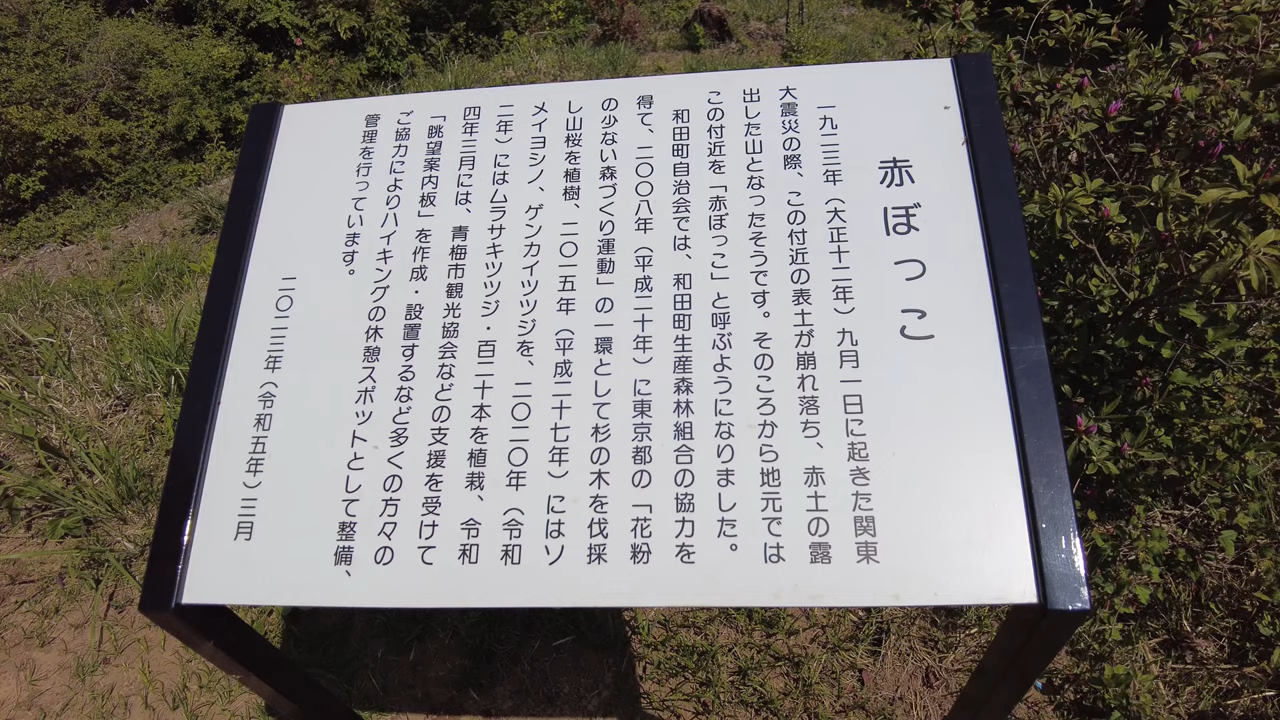 赤ぼっこ
一九二三年（大正十二年）九月一日に起きた関東
大震災の際、この付近の表土が崩れ落ち、赤土の露
出した山となったそうです。そのころから地元では
この付近を「赤ぼっこ」と呼ぶようになりました。
和田町自治会では、和田町生産森林組合の協力を
得て、二〇〇八年（平成二十年）に東京都の「花粉
の少ない森づくり運動」の一環として杉の木を伐採
し山桜を植樹、二〇一五年（平成二十七年）にはソ
メイヨシノ、ゲンカイツツジを、二〇二〇年（令和
二年）にはムラサキツツジ・百二十本を植栽、令和
四年三月には、青梅市観光協会などの支援を受けて
「眺望案内板」を作成・設置するなど多くの方々の
ご協力によりハイキングの休憩スポットとして整備、
管理を行っています。
二〇二三年（令和五年）三月